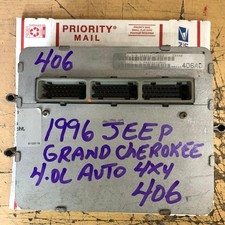 PRIORITY
MAIL
406
406AD
1996 JEEP
GRAND CHEROKEE
4.0L AUTO 4X4
406